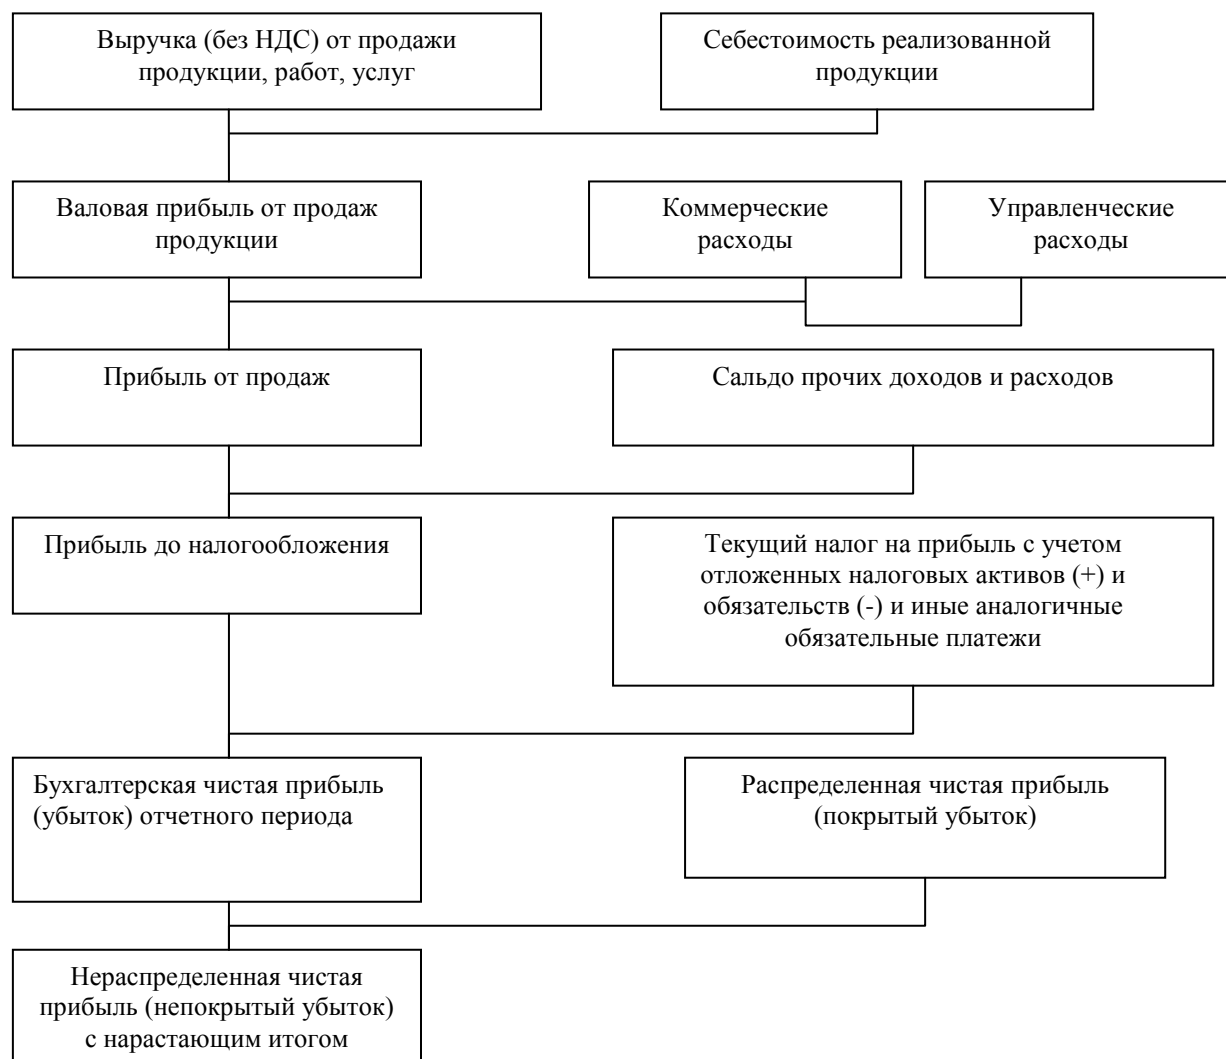 Выручка (без НДС) от продажи
продукции, работ, услуг
Себестоимость реализованной
продукции
Валовая прибыль от продаж
продукции
Коммерческие
расходы
Управленческие
расходы
Прибыль от продаж
Сальдо прочих доходов и расходов
Прибыль до налогообложения
Текущий налог на прибыль с учетом
отложенных налоговых активов (+) и
обязательств (-) и иные аналогичные
обязательные платежи
Бухгалтерская чистая прибыль
(убыток) отчетного периода
Распределенная чистая прибыль
(покрытый убыток)
Нераспределенная чистая
прибыль (непокрытый убыток)
с нарастающим итогом